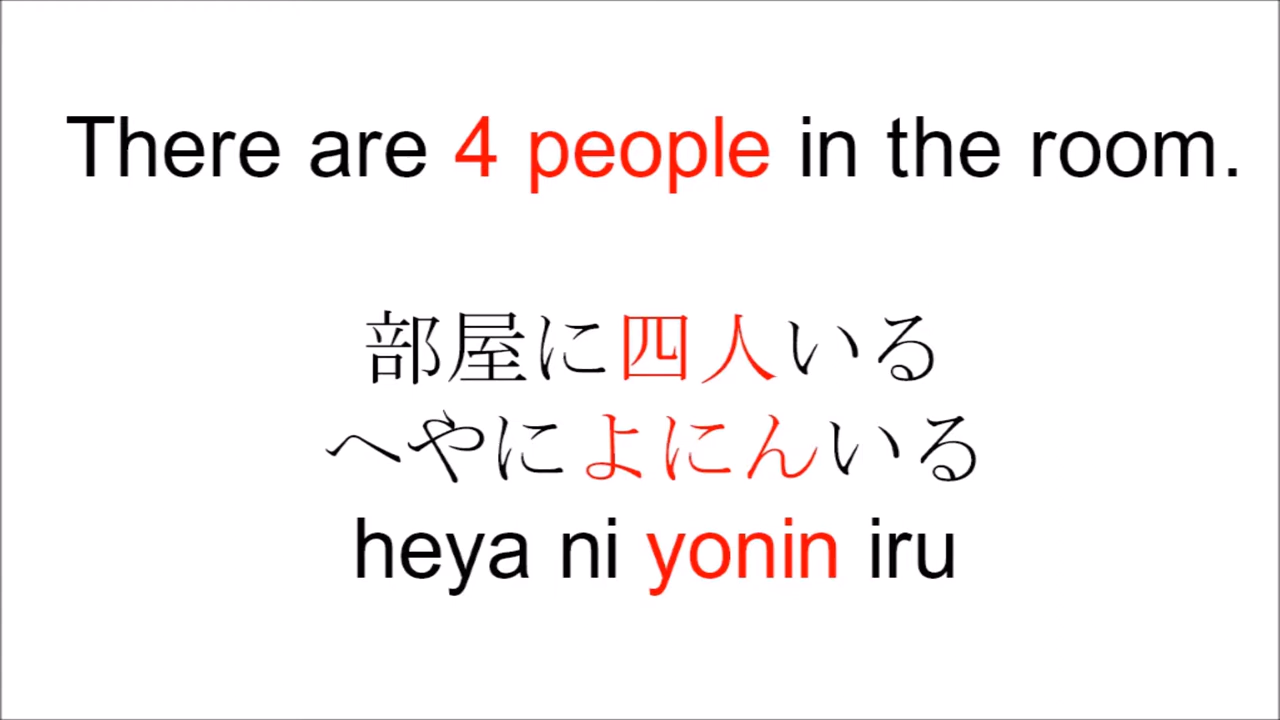 There are 4 people in the room.
部屋に四人いる
へやによにんいる
heya ni yonin iru